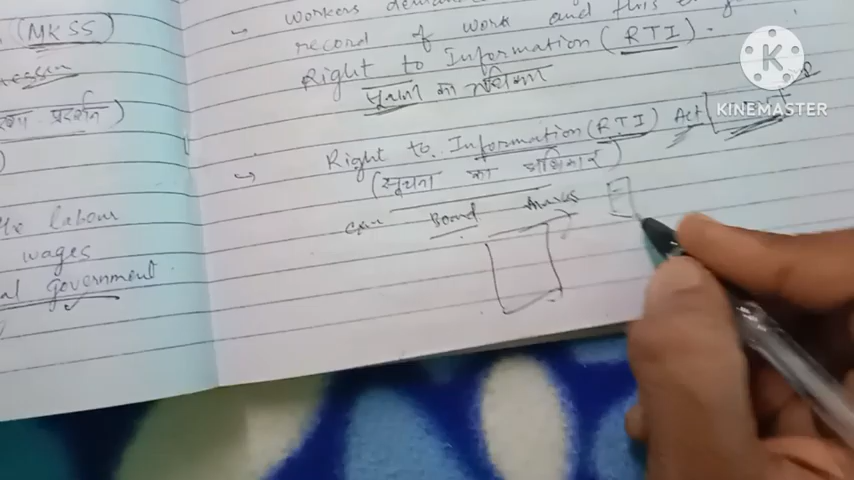 (MKSS)
प्रदर्शन)
the labour
wages
government
workers
record of work and this
Right to Information (RTI).
सूचना का अधिकार
Right to Information (RTI) Act
(सूचना का अधिकार)
Board
K
KINEMASTER